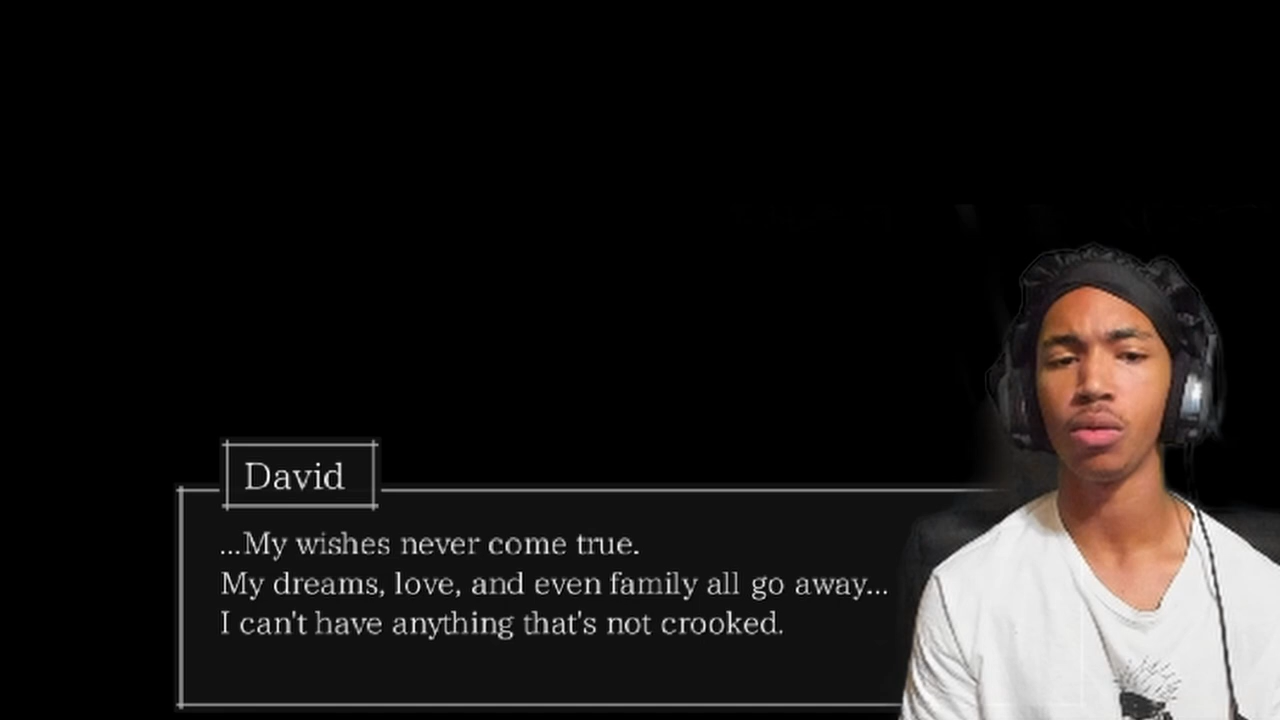 David
...My wishes never come true.
My dreams, love, and even family all go away...
I can't have anything that's not crooked.